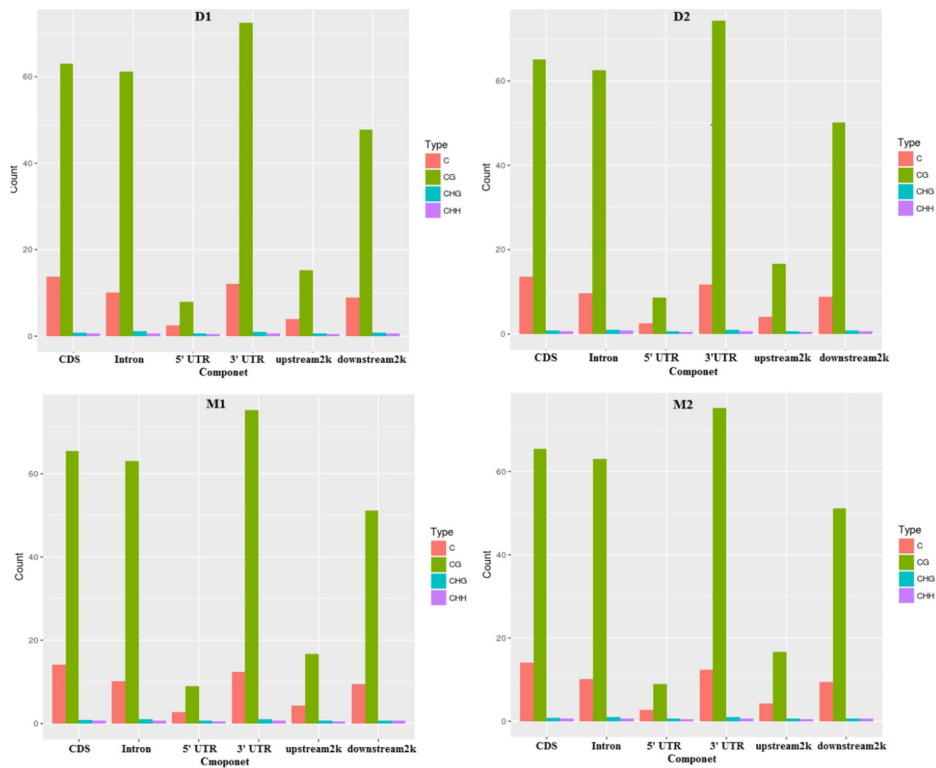 D1
60
40
20
0
Count
CDS Intron 5' UTR 3' UTR upstream2k downstream2k
Componet
Type
C
CG
CHG
CHH
D2
60
40
20
0
Count
CDS Intron 5' UTR 3'UTR upstream2k downstream2k
Componet
Type
C
CG
CHG
CHH
M1
60
40
20
0
Count
CDS Intron 5' UTR 3' UTR upstream2k downstream2k
Cmoponet
Type
C
CG
CHG
CHH
M2
60
40
20
0
Count
CDS Intron 5' UTR 3' UTR upstream2k downstream2k
Componet
Type
C
CG
CHG
CHH